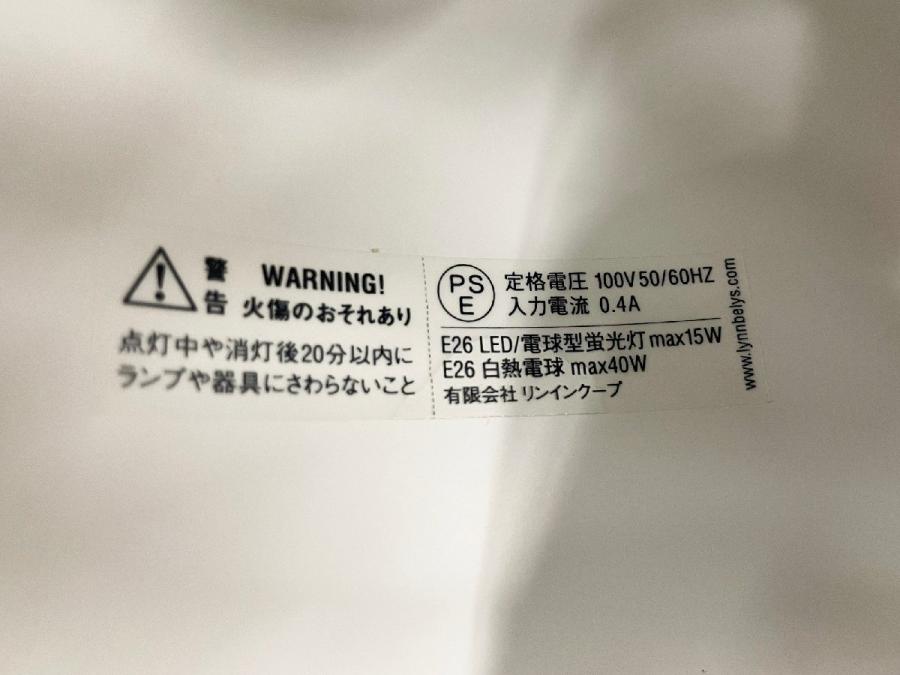 警告 WARNING!
火傷のおそれあり
点灯中や消灯後20分以内に
ランプや器具にさわらないこと
PSE
定格電圧 100V 50/60HZ
入力電流 0.4A
E26 LED/電球型蛍光灯 max15W
E26 白熱電球 max40W
有限会社 リンインクープ
www.lynnbelys.com